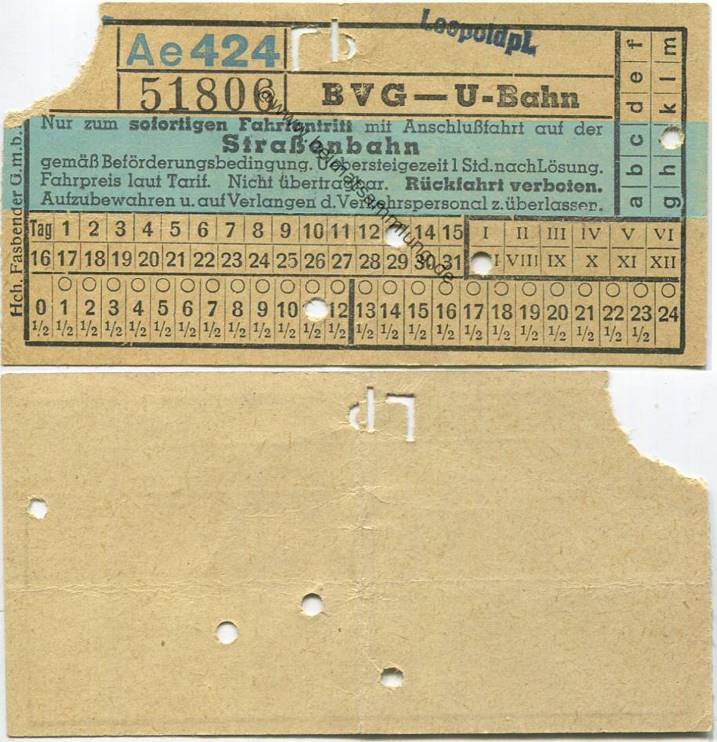 Leopoldpl.
Ae 424
51806
BVG — U-Bahn
Nur zum sofortigen Fahrtantritt mit Anschlußfahrt auf der
Straßenbahn
gemäß Beförderungsbedingung. Übersteigezeit 1 Std. nach Lösung.
Fahrpreis laut Tarif. Nicht übertragbar. Rückfahrt verboten.
Aufzubewahren u. auf Verlangen d. Verkehrspersonal z. überlassen.
a b c d e f
g h k l m
Hch. Fasbender G.m.b.
Tag 1 2 3 4 5 6 7 8 9 10 11 12 14 15 I II III IV V VI
16 17 18 19 20 21 22 23 24 25 26 27 28 29 30 31 I VIII IX X XI XII
0 1 2 3 4 5 6 7 8 9 10 12 13 14 15 16 17 18 19 20 21 22 23 24
1/2 1/2 1/2 1/2 1/2 1/2 1/2 1/2 1/2 1/2 1/2 1/2 1/2 1/2 1/2 1/2 1/2 1/2 1/2 1/2 1/2 1/2 1/2 1/2